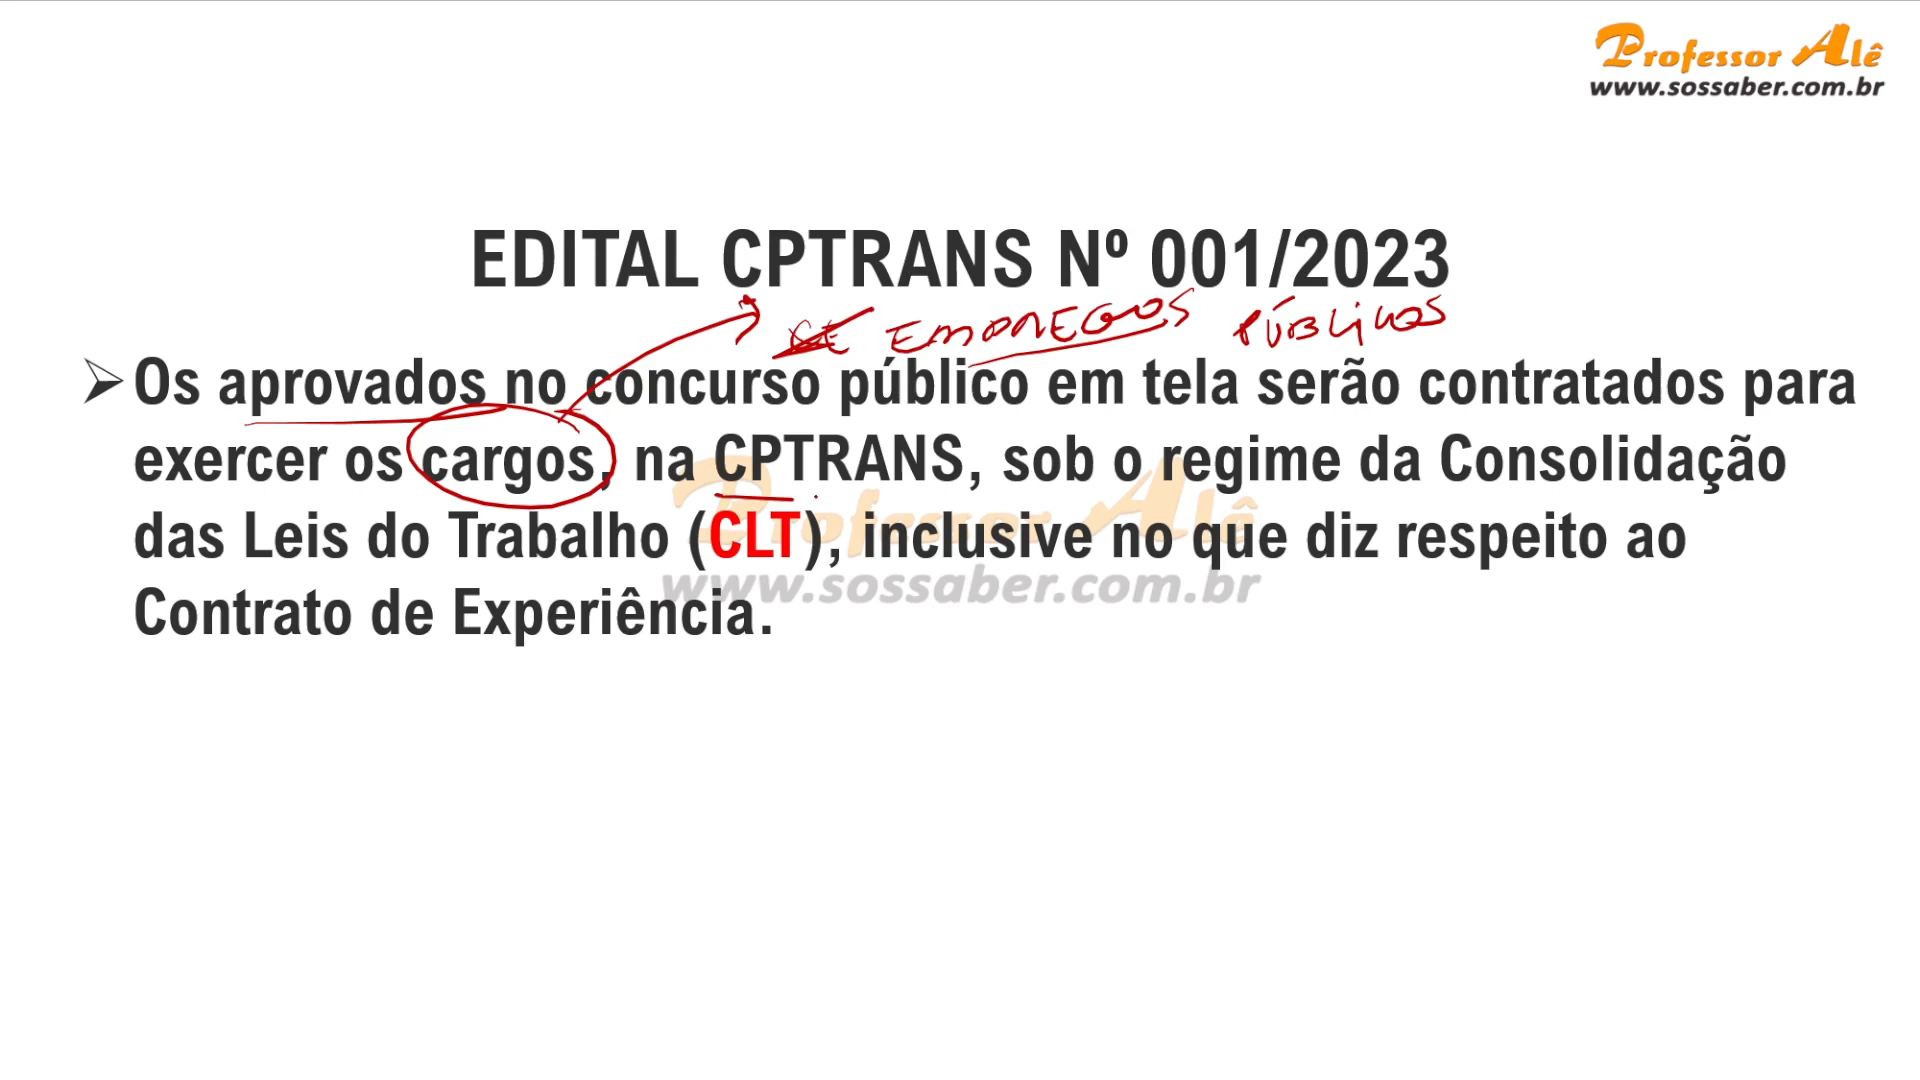 Professor Alê
www.sossaber.com.br
EDITAL CPTRANS Nº 001/2023
EMPREGOS PÚBLICOS
Os aprovados no concurso público em tela serão contratados para
exercer os cargos, na CPTRANS, sob o regime da Consolidação
das Leis do Trabalho (CLT), inclusive no que diz respeito ao
Contrato de Experiência.
Professor Alê
www.sossaber.com.br